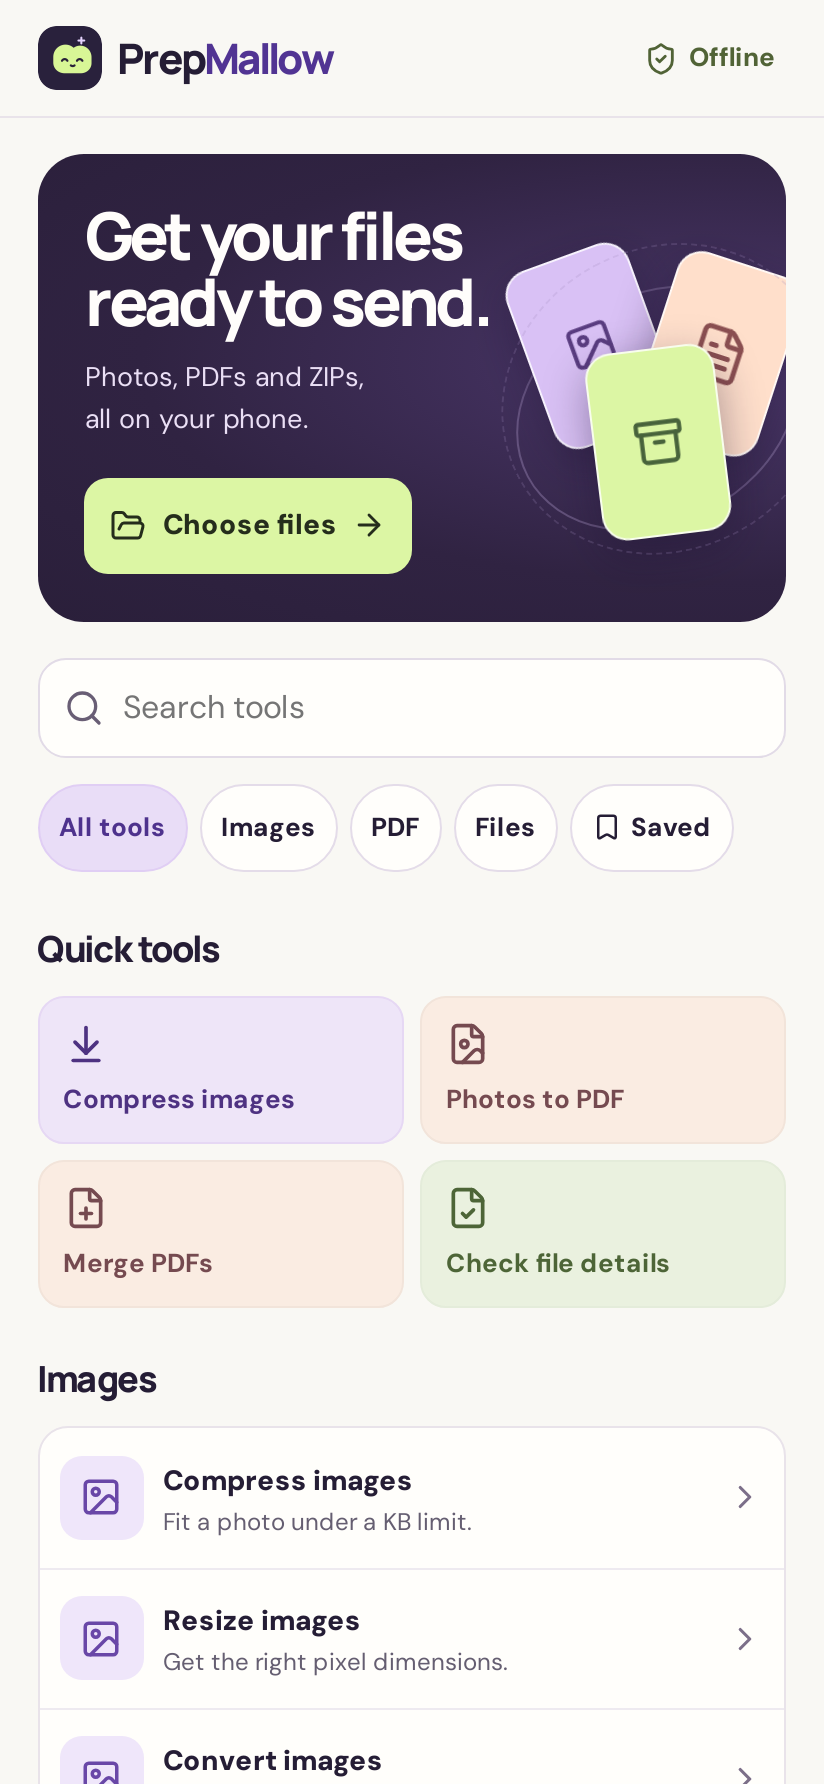 PrepMallow
Offline
Get your files
ready to send.
Photos, PDFs and ZIPs,
all on your phone.
Choose files
Search tools
All tools
Images
PDF
Files
Saved
Quick tools
Compress images
Photos to PDF
Merge PDFs
Check file details
Images
Compress images
Fit a photo under a KB limit.
Resize images
Get the right pixel dimensions.
Convert images